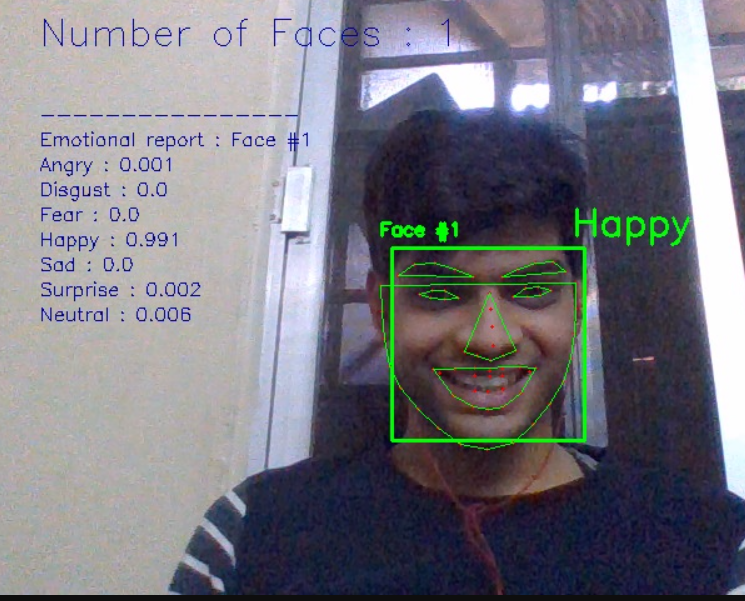 Number of Faces : 1
-----------------
Emotional report : Face #1
Angry : 0.001
Disgust : 0.0
Fear : 0.0
Happy : 0.991
Sad : 0.0
Surprise : 0.002
Neutral : 0.006
Face #1
Happy